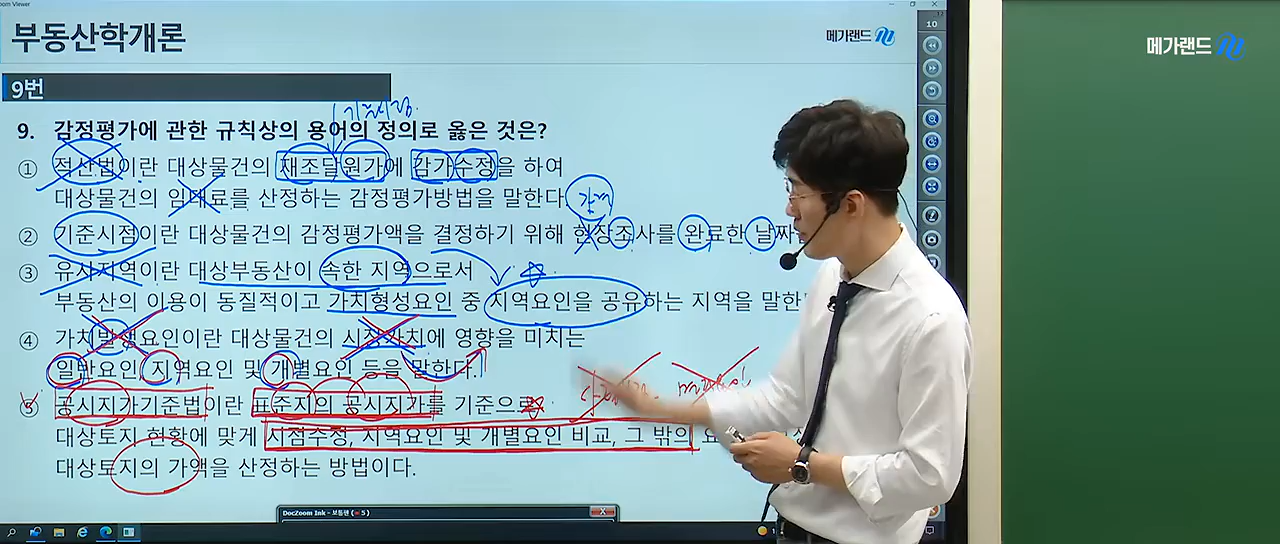 부동산학개론
메가랜드
메가랜드
10
9번
기준시점
9. 감정평가에 관한 규칙상의 용어의 정의로 옳은 것은?
① 적산법이란 대상물건의 재조달원가에 감가수정을 하여
대상물건의 임대료를 산정하는 감정평가방법을 말한다
② 기준시점이란 대상물건의 감정평가액을 결정하기 위해 현장조사를 완료한 날짜
③ 유사지역이란 대상부동산이 속한 지역으로서
부동산의 이용이 동질적이고 가치형성요인 중 지역요인을 공유하는 지역을 말한
④ 가치발생요인이란 대상물건의 시장가치에 영향을 미치는
일반요인, 지역요인 및 개별요인 등을 말한다.
⑤ 공시지가기준법이란 표준지의 공시지가를 기준으로
대상토지 현황에 맞게 시점수정, 지역요인 및 개별요인 비교, 그 밖의
대상토지의 가액을 산정하는 방법이다.
DocZoom Ink - 보통펜 ( 5 )